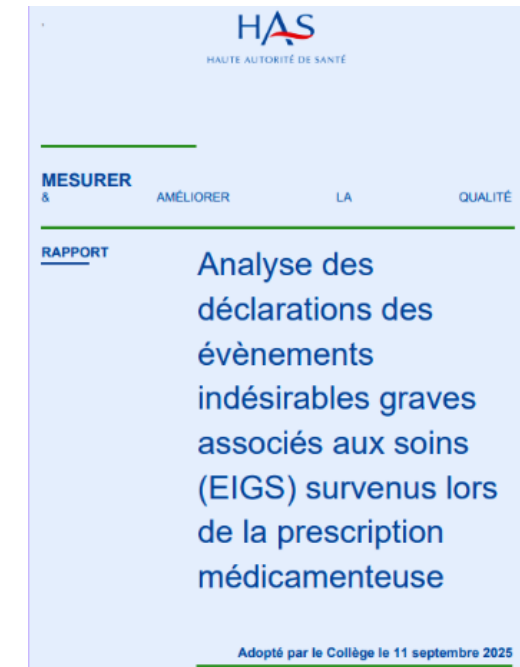 HAS
HAUTE AUTORITÉ DE SANTÉ
MESURER
& AMÉLIORER LA QUALITÉ
RAPPORT
Analyse des
déclarations des
évènements
indésirables graves
associés aux soins
(EIGS) survenus lors
de la prescription
médicamenteuse
Adopté par le Collège le 11 septembre 2025